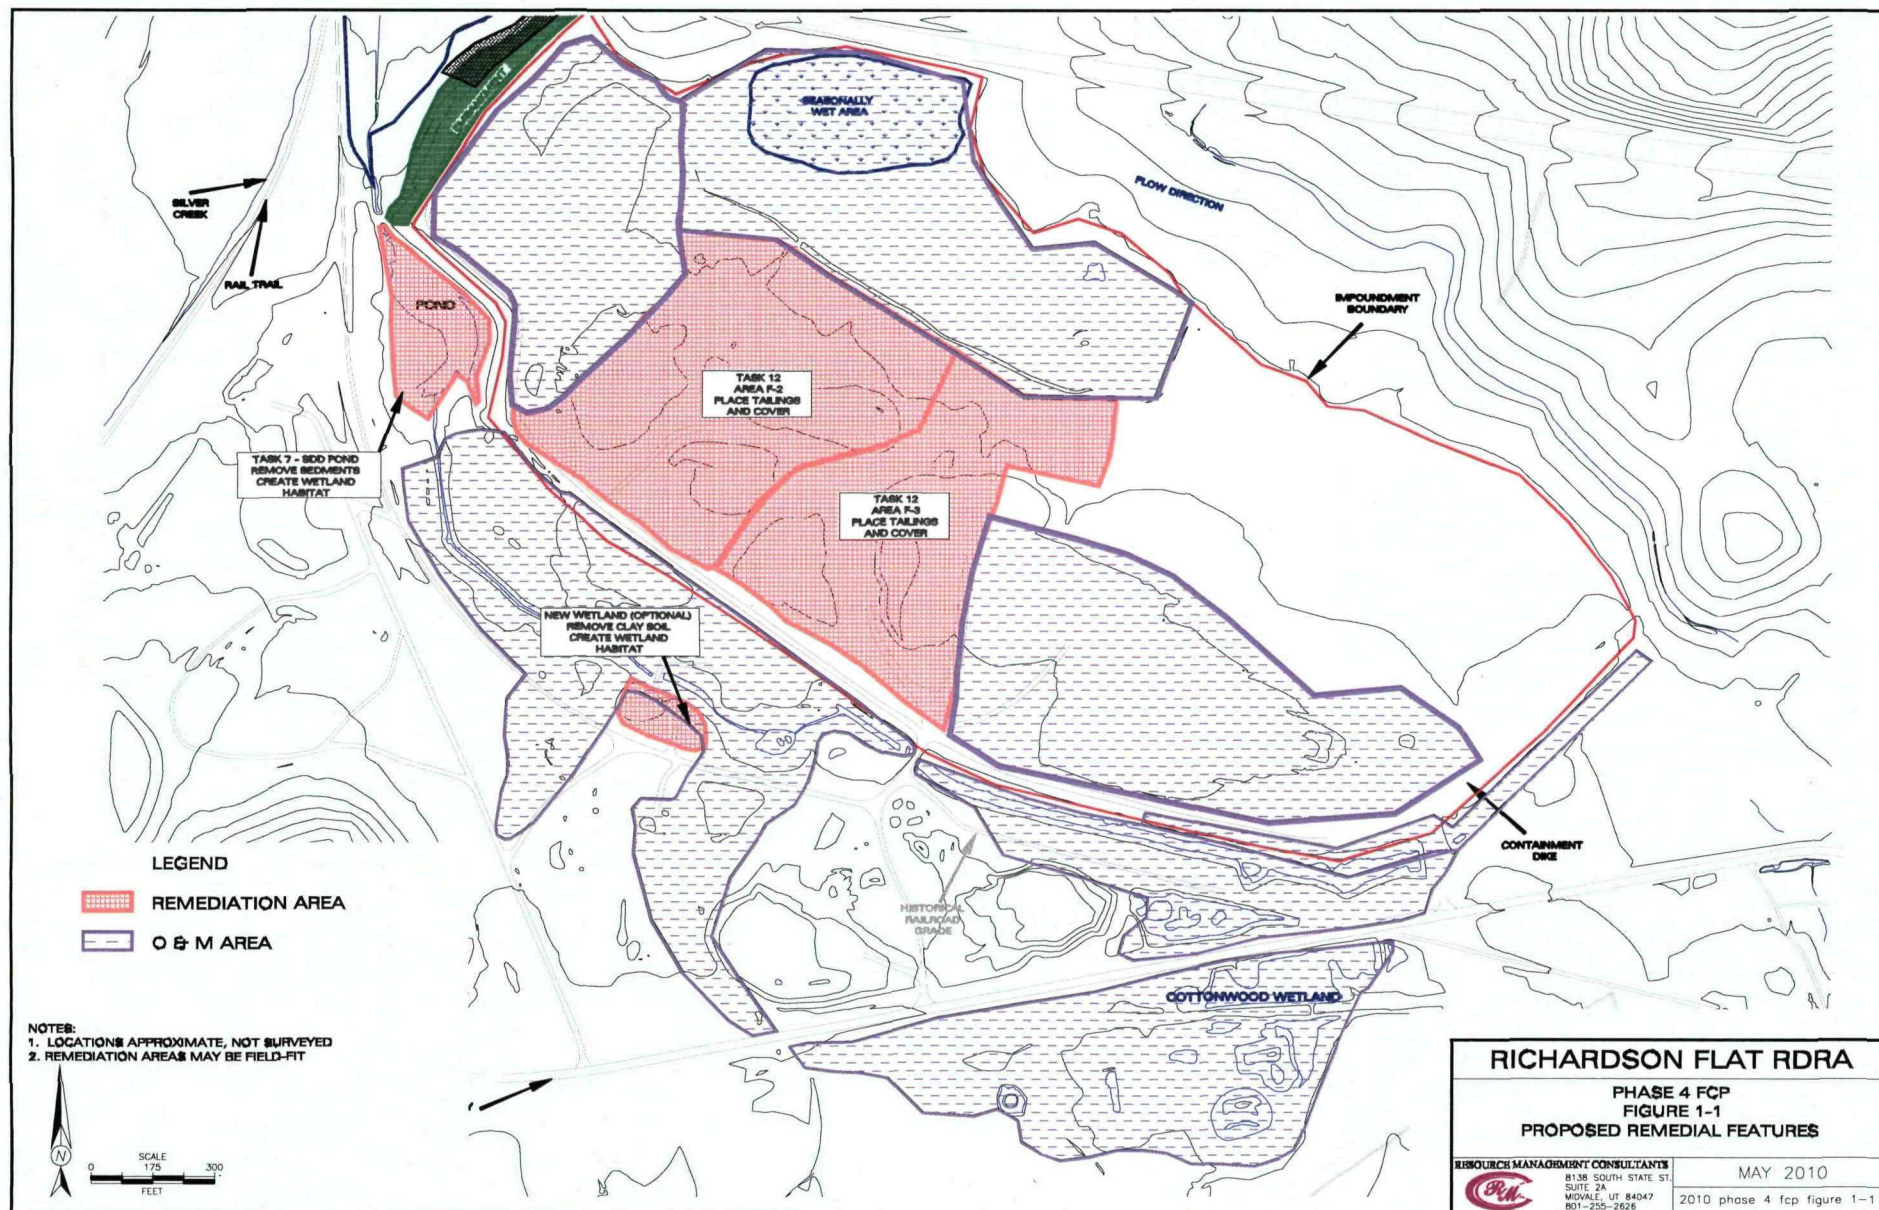 EMBANKMENT
SEASONALLY
WET AREA
FLOW DIRECTION
SILVER
CREEK
RAIL TRAIL
POND
IMPOUNDMENT
BOUNDARY
TASK 12
AREA F-2
PLACE TAILINGS
AND COVER
TASK 7 - SDD POND
REMOVE SEDIMENTS
CREATE WETLAND
HABITAT
TASK 12
AREA F-3
PLACE TAILINGS
AND COVER
NEW WETLAND (OPTIONAL)
REMOVE CLAY SOIL
CREATE WETLAND
HABITAT
CONTAINMENT
DIKE
HISTORICAL
RAILROAD
GRADE
COTTONWOOD WETLAND
LEGEND
REMEDIATION AREA
O & M AREA
NOTES:
1. LOCATIONS APPROXIMATE, NOT SURVEYED
2. REMEDIATION AREAS MAY BE FIELD-FIT
N
SCALE
0 175 300
FEET
RICHARDSON FLAT RDRA
PHASE 4 FCP
FIGURE 1-1
PROPOSED REMEDIAL FEATURES
RESOURCE MANAGEMENT CONSULTANTS
RMC
8138 SOUTH STATE ST.
SUITE 2A
MIDVALE, UT 84047
801-255-2626
MAY 2010
2010 phase 4 fcp figure 1-1